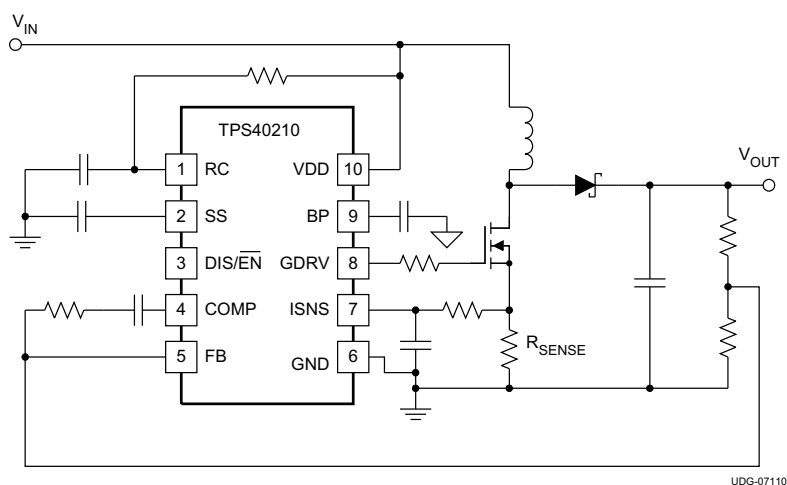 VIN
TPS40210
1 RC VDD 10
VOUT
2 SS BP 9
3 DIS/EN GDRV 8
4 COMP ISNS 7
RSENSE
5 FB GND 6
UDG-07110